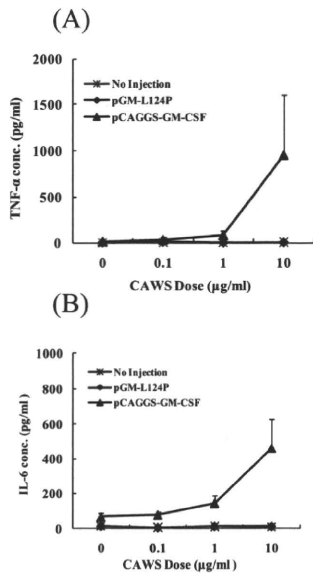 (A)
2000
1500
1000
500
0
TNF-α conc. (pg/ml)
No Injection
pGM-L124P
pCAGGS-GM-CSF
0 0.1 1 10
CAWS Dose (μg/ml)
(B)
1000
800
600
400
200
0
IL-6 conc. (pg/ml )
No Injection
pGM-L124P
pCAGGS-GM-CSF
0 0.1 1 10
CAWS Dose (μg/ml )